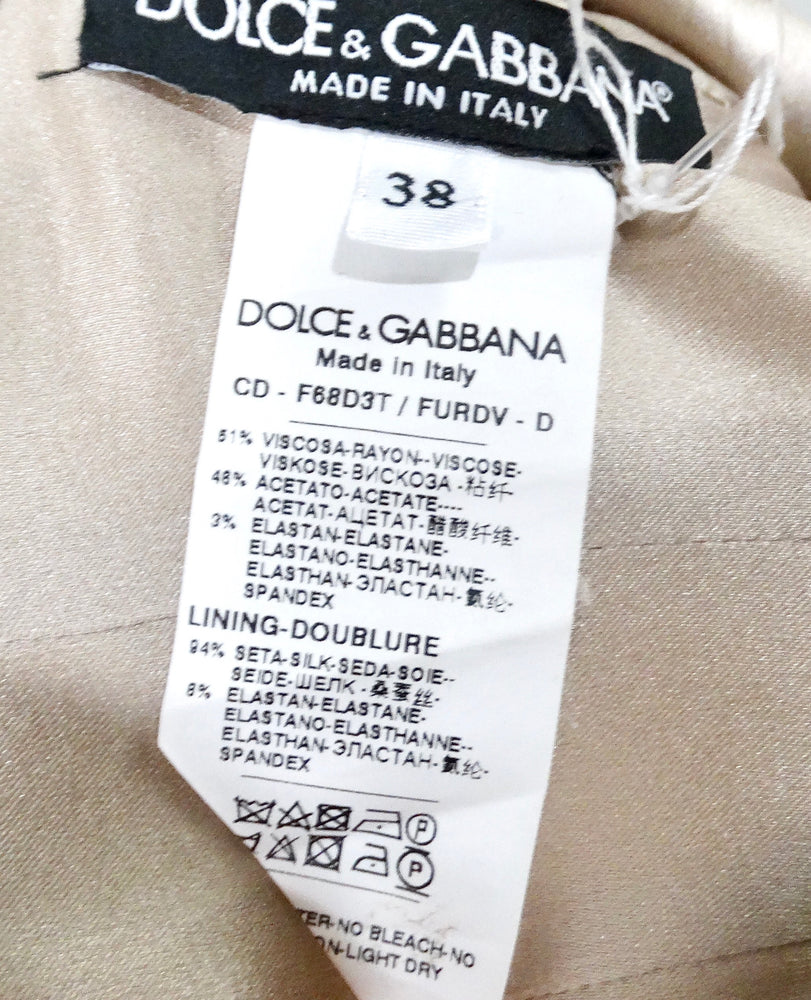 DOLCE & GABBANA®
MADE IN ITALY
38
DOLCE & GABBANA
Made in Italy
CD - F68D3T / FURDV - D
51% VISCOSA-RAYON--VISCOSE-
VISKOSE-ВИСКОЗА -粘纤-
46% ACETATO-ACETATE----
ACETAT-АЦЕТАТ-醋酸纤维-
3% ELASTAN-ELASTANE-
ELASTANO-ELASTHANNE--
ELASTHAN-ЭЛАСТАН-氨纶-
SPANDEX
LINING-DOUBLURE
94% SETA-SILK-SEDA-SOIE--
SEIDE-ШЕЛК -桑蚕丝-
6% ELASTAN-ELASTANE-
ELASTANO-ELASTHANNE--
ELASTHAN-ЭЛАСТАН-氨纶-
SPANDEX
P
P
NO BLEACH-NO
LIGHT DRY